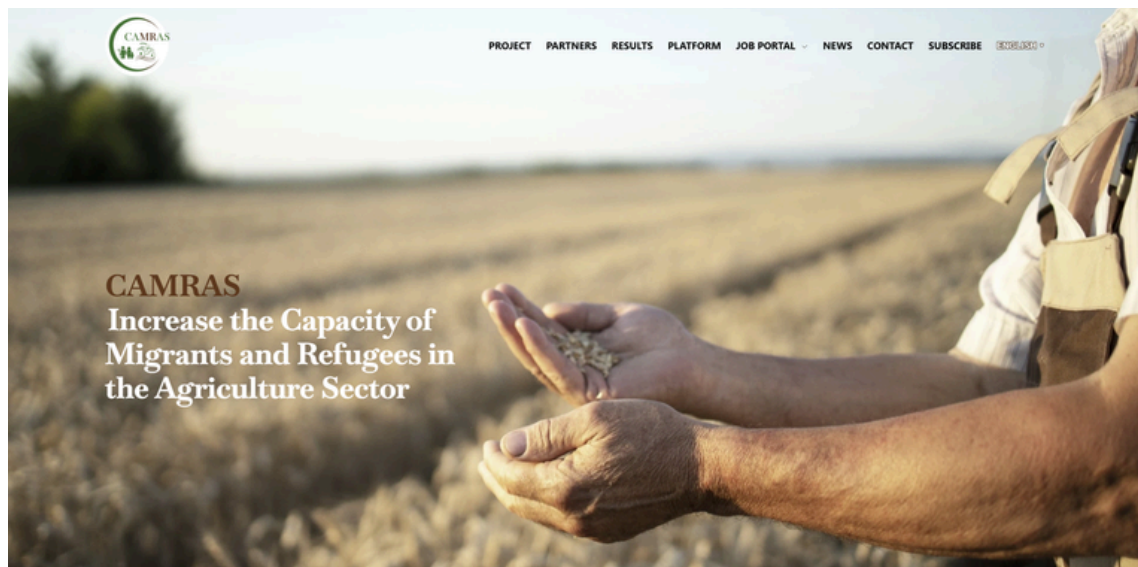 CAMRAS
PROJECT PARTNERS RESULTS PLATFORM JOB PORTAL NEWS CONTACT SUBSCRIBE ENGLISH
CAMRAS
Increase the Capacity of
Migrants and Refugees in
the Agriculture Sector